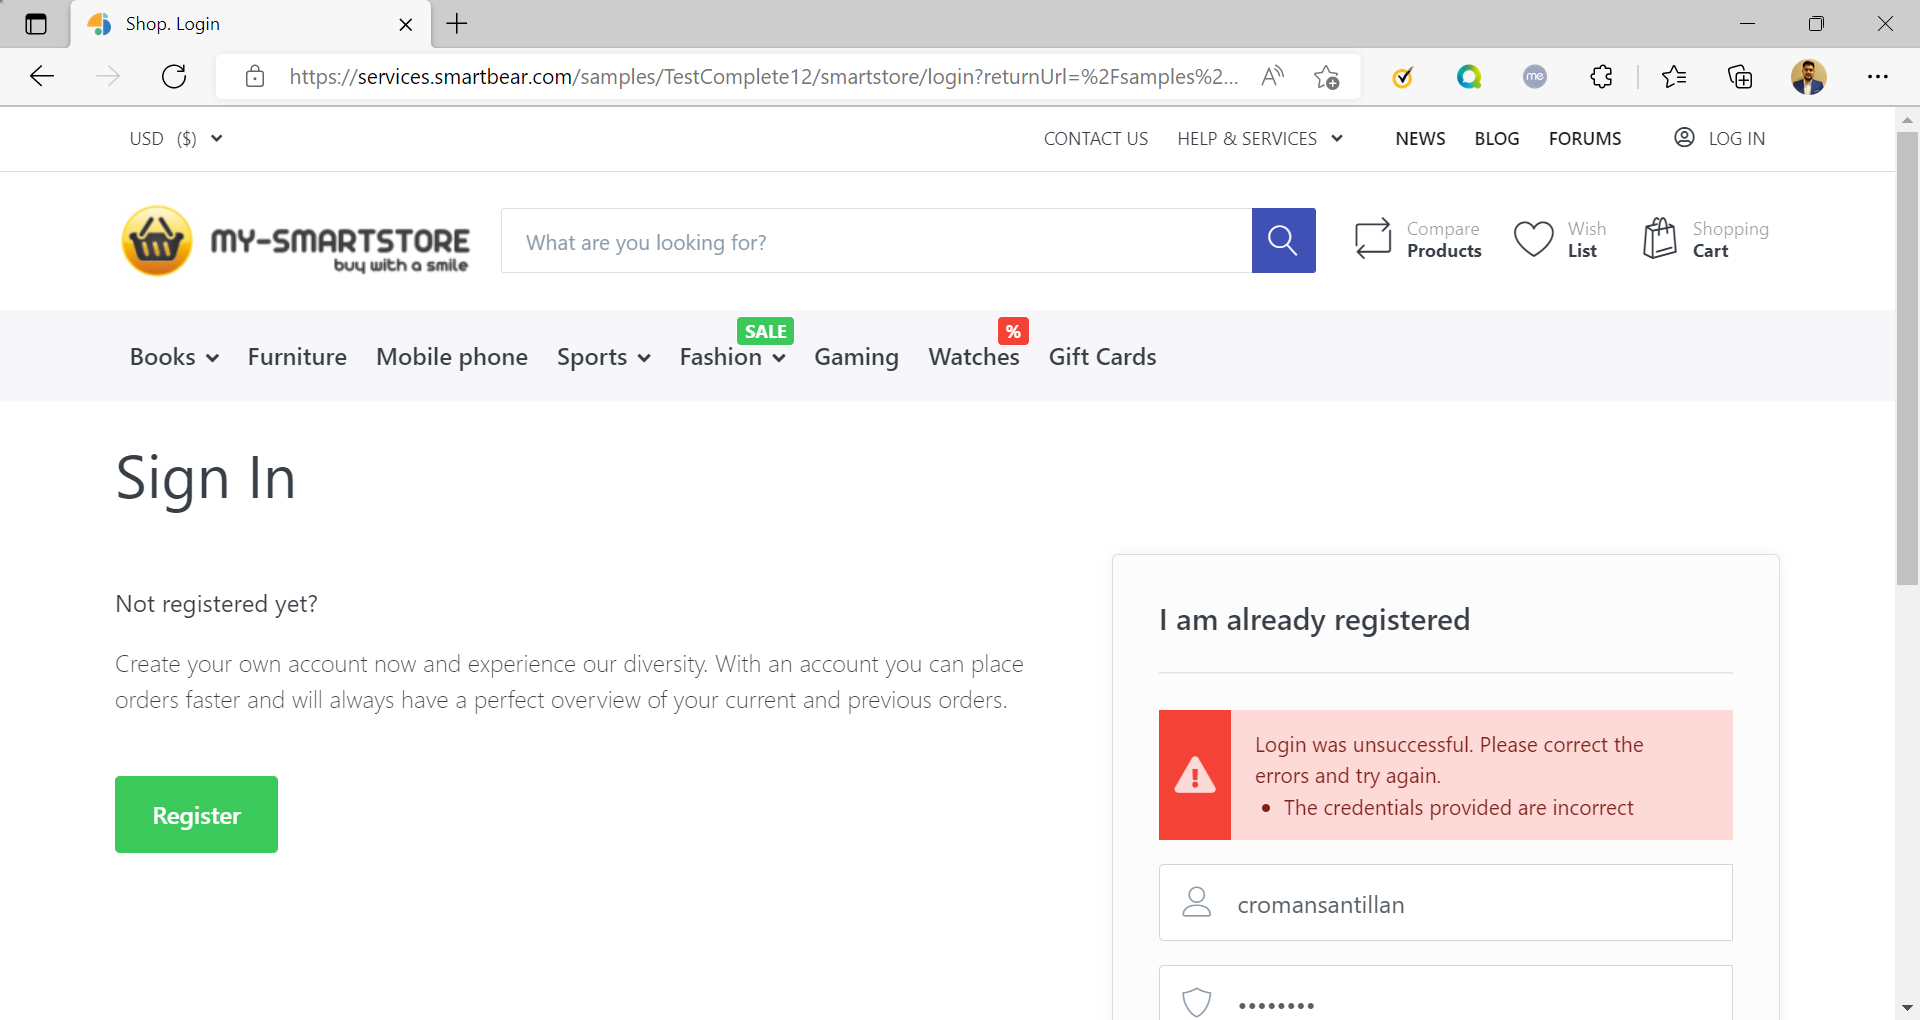 Shop. Login
https://services.smartbear.com/samples/TestComplete12/smartstore/login?returnUrl=%2Fsamples%2...
me
USD ($)
CONTACT US
HELP & SERVICES
NEWS
BLOG
FORUMS
LOG IN
MY-SMARTSTORE
buy with a smile
What are you looking for?
Compare
Products
Wish
List
Shopping
Cart
SALE
%
Books
Furniture
Mobile phone
Sports
Fashion
Gaming
Watches
Gift Cards
Sign In
Not registered yet?
Create your own account now and experience our diversity. With an account you can place
orders faster and will always have a perfect overview of your current and previous orders.
Register
I am already registered
Login was unsuccessful. Please correct the
errors and try again.
• The credentials provided are incorrect
cromansantillan
••••••••